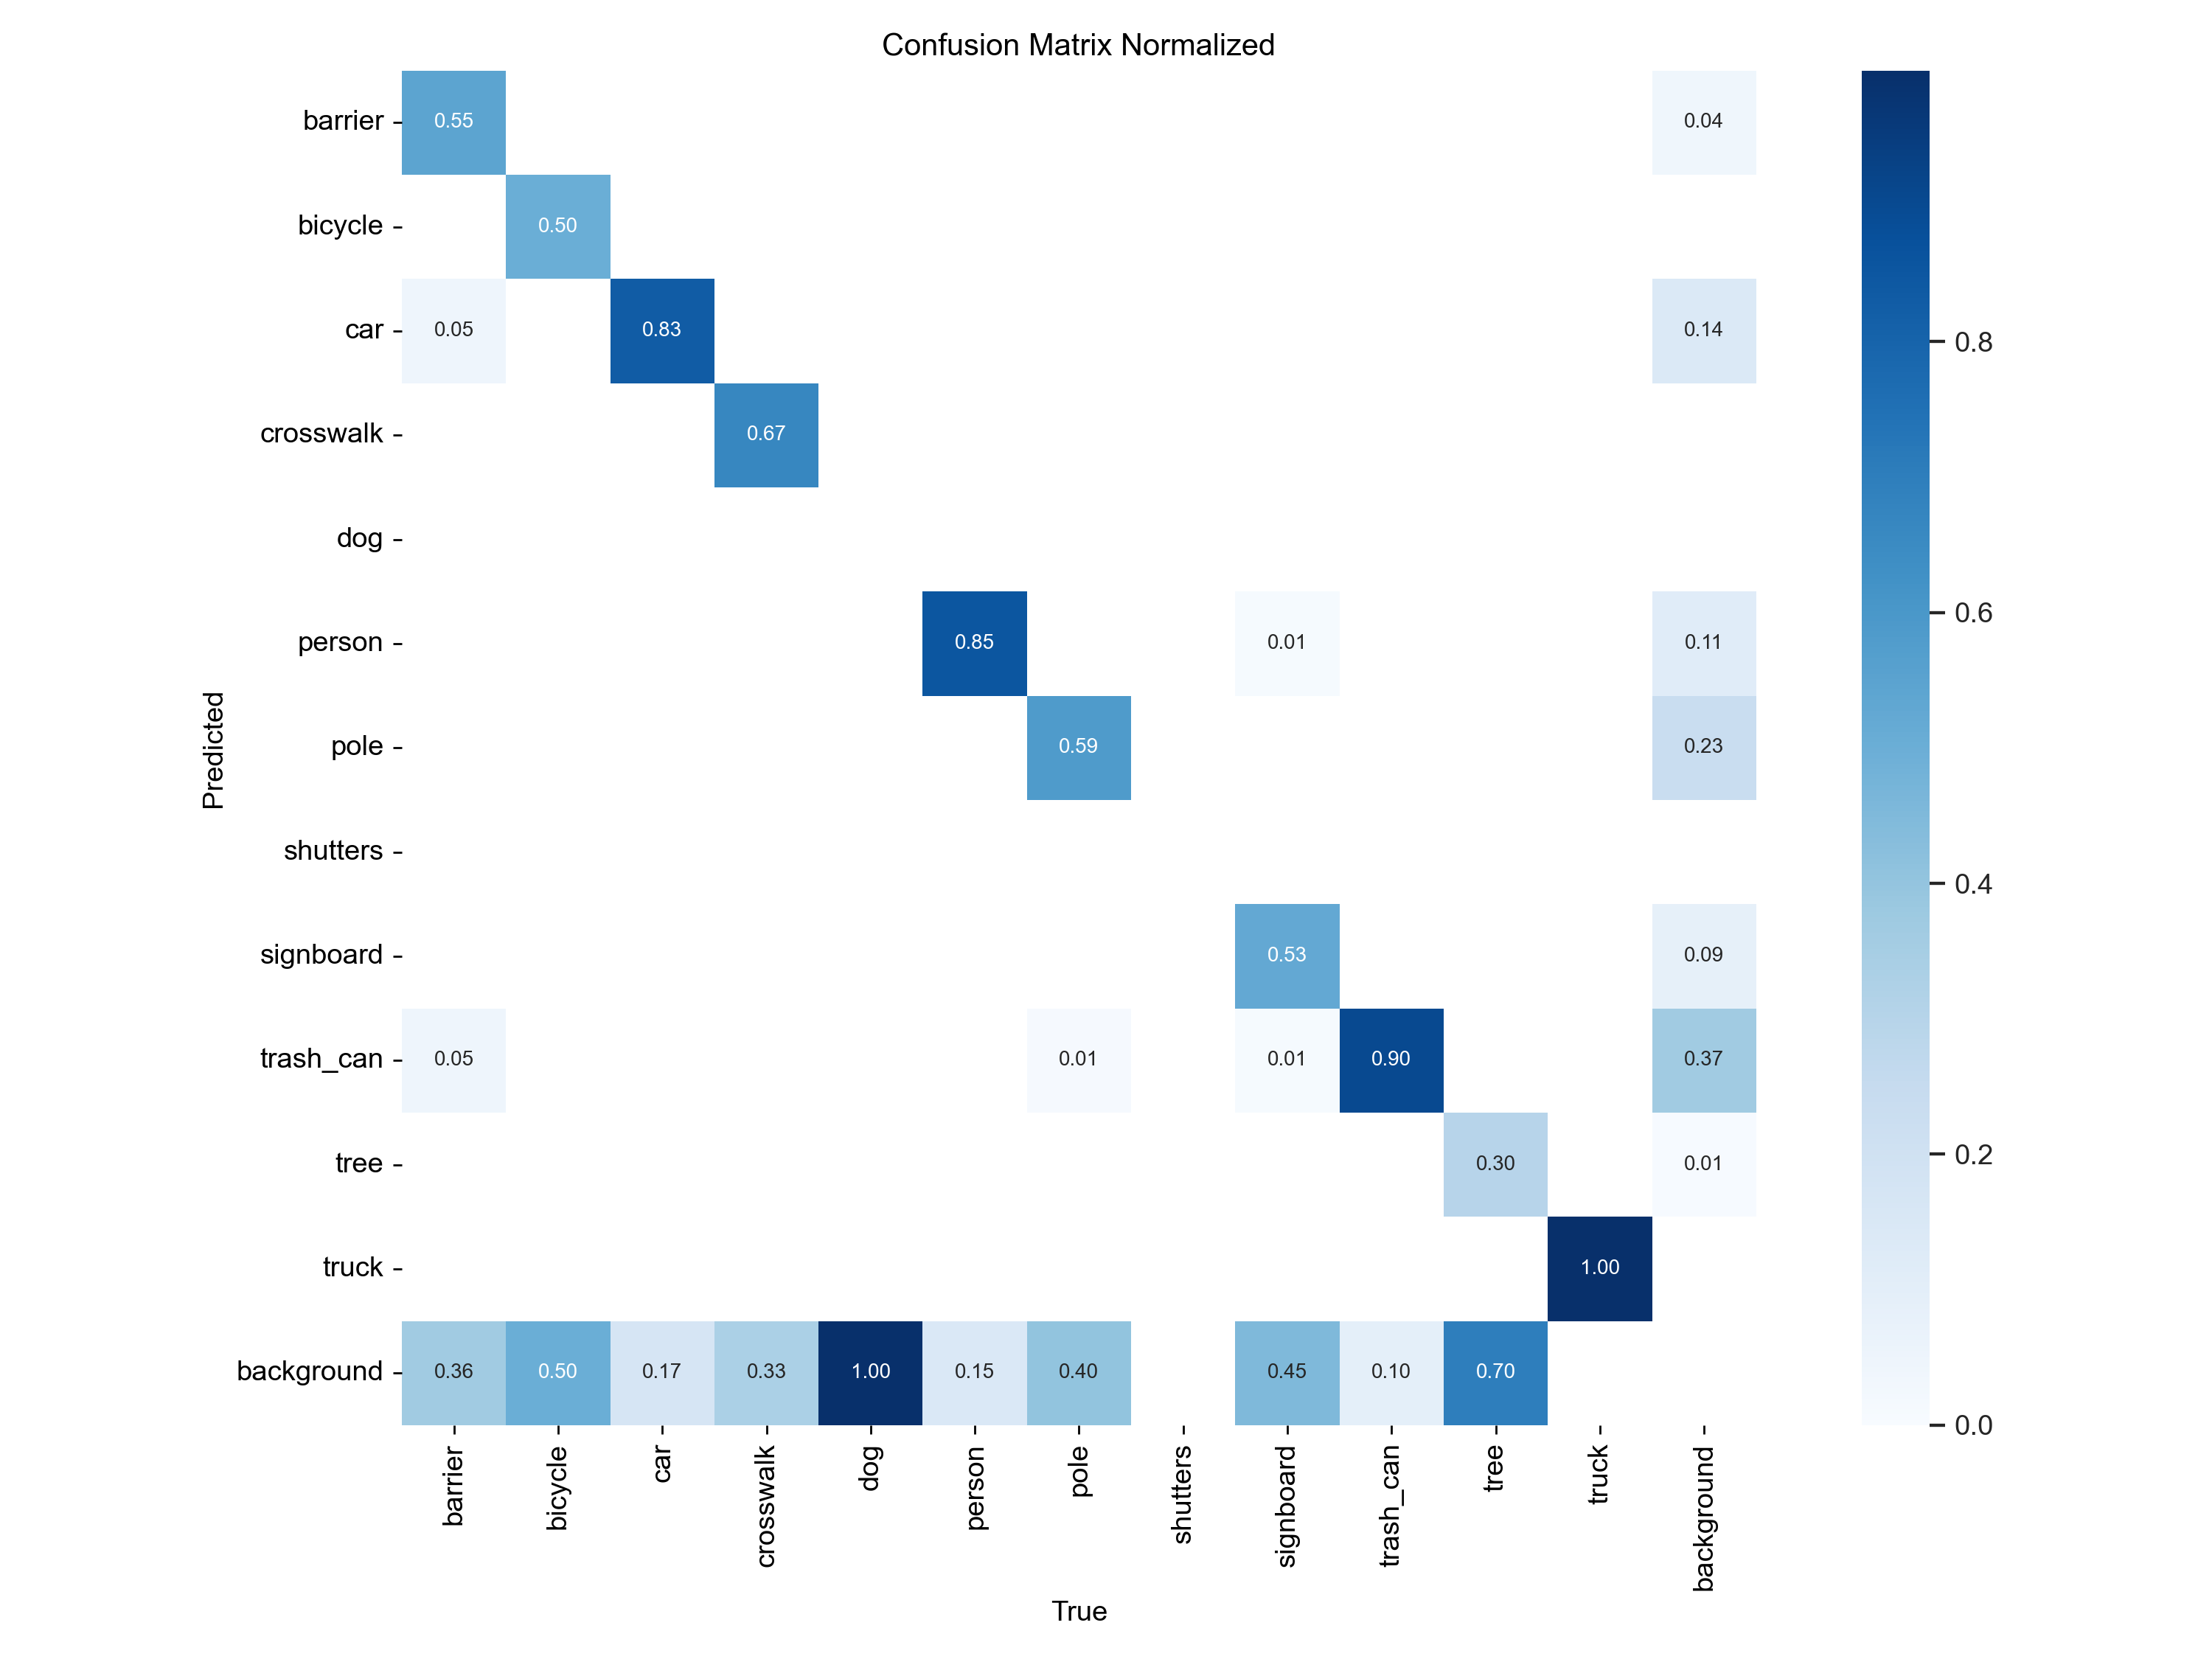 Confusion Matrix Normalized
Predicted
barrier 0.55 0.04
bicycle 0.50
car 0.05 0.83 0.14
crosswalk 0.67
dog
person 0.85 0.01 0.11
pole 0.59 0.23
shutters
signboard 0.53 0.09
trash_can 0.05 0.01 0.01 0.90 0.37
tree 0.30 0.01
truck 1.00
background 0.36 0.50 0.17 0.33 1.00 0.15 0.40 0.45 0.10 0.70
barrier bicycle car crosswalk dog person pole shutters signboard trash_can tree truck background
True
0.8
0.6
0.4
0.2
0.0